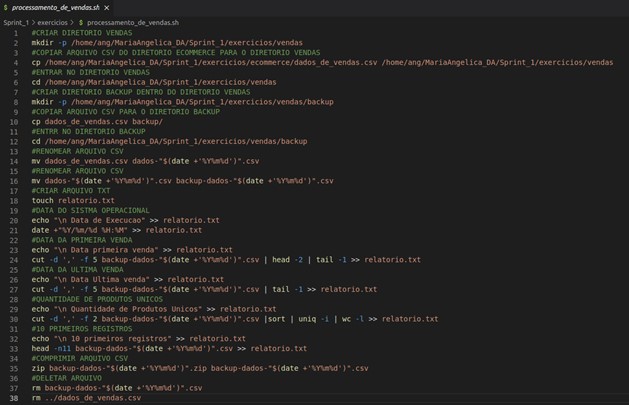 processamento_de_vendas.sh
Sprint_1 > exercicios > processamento_de_vendas.sh
1 #CRIAR DIRETORIO VENDAS
2 mkdir -p /home/ang/MariaAngelica_DA/Sprint_1/exercicios/vendas
3 #COPIAR ARQUIVO CSV DO DIRETORIO ECOMMERCE PARA O DIRETORIO VENDAS
4 cp /home/ang/MariaAngelica_DA/Sprint_1/exercicios/ecommerce/dados_de_vendas.csv /home/ang/MariaAngelica_DA/Sprint_1/exercicios/vendas
5 #ENTRAR NO DIRETORIO VENDAS
6 cd /home/ang/MariaAngelica_DA/Sprint_1/exercicios/vendas
7 #CRIAR DIRETORIO BACKUP DENTRO DO DIRETORIO VENDAS
8 mkdir -p /home/ang/MariaAngelica_DA/Sprint_1/exercicios/vendas/backup
9 #COPIAR ARQUIVO CSV PARA O DIRETORIO BACKUP
10 cp dados_de_vendas.csv backup/
11 #ENTRR NO DIRETORIO BACKUP
12 cd /home/ang/MariaAngelica_DA/Sprint_1/exercicios/vendas/backup
13 #RENOMEAR ARQUIVO CSV
14 mv dados_de_vendas.csv dados-"$(date +'%Y%m%d')".csv
15 #RENOMEAR ARQUIVO CSV
16 mv dados-"$(date +'%Y%m%d')".csv backup-dados-"$(date +'%Y%m%d')".csv
17 #CRIAR ARQUIVO TXT
18 touch relatorio.txt
19 #DATA DO SISTMA OPERACIONAL
20 echo "\n Data de Execucao" >> relatorio.txt
21 date +"%Y/%m/%d %H:%M" >> relatorio.txt
22 #DATA DA PRIMEIRA VENDA
23 echo "\n Data primeira venda" >> relatorio.txt
24 cut -d ',' -f 5 backup-dados-"$(date +'%Y%m%d')".csv | head -2 | tail -1 >> relatorio.txt
25 #DATA DA ULTIMA VENDA
26 echo "\n Data Ultima venda" >> relatorio.txt
27 cut -d ',' -f 5 backup-dados-"$(date +'%Y%m%d')".csv | tail -1 >> relatorio.txt
28 #QUANTIDADE DE PRODUTOS UNICOS
29 echo "\n Quantidade de Produtos Unicos" >> relatorio.txt
30 cut -d ',' -f 2 backup-dados-"$(date +'%Y%m%d')".csv |sort | uniq -i | wc -l >> relatorio.txt
31 #10 PRIMEIROS REGISTROS
32 echo "\n 10 primeiros registros" >> relatorio.txt
33 head -n11 backup-dados-"$(date +'%Y%m%d')".csv >> relatorio.txt
34 #COMPRIMIR ARQUIVO CSV
35 zip backup-dados-"$(date +'%Y%m%d')".zip backup-dados-"$(date +'%Y%m%d')".csv
36 #DELETAR ARQUIVO
37 rm backup-dados-"$(date +'%Y%m%d')".csv
38 rm ../dados_de_vendas.csv